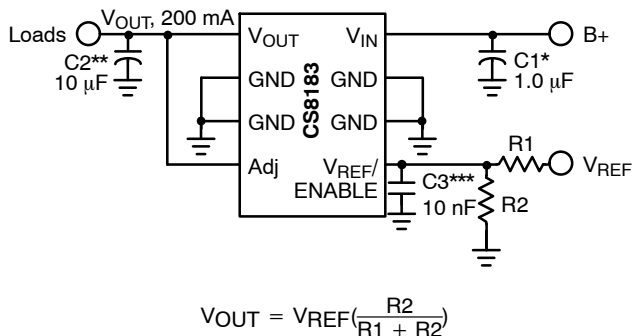 Loads
VOUT, 200 mA
C2**
10 μF
VOUT
GND
GND
Adj
CS8183
VIN
GND
GND
VREF/
ENABLE
C1*
1.0 μF
B+
C3***
10 nF
R1
R2
VREF
VOUT = VREF(R2/R1 + R2)